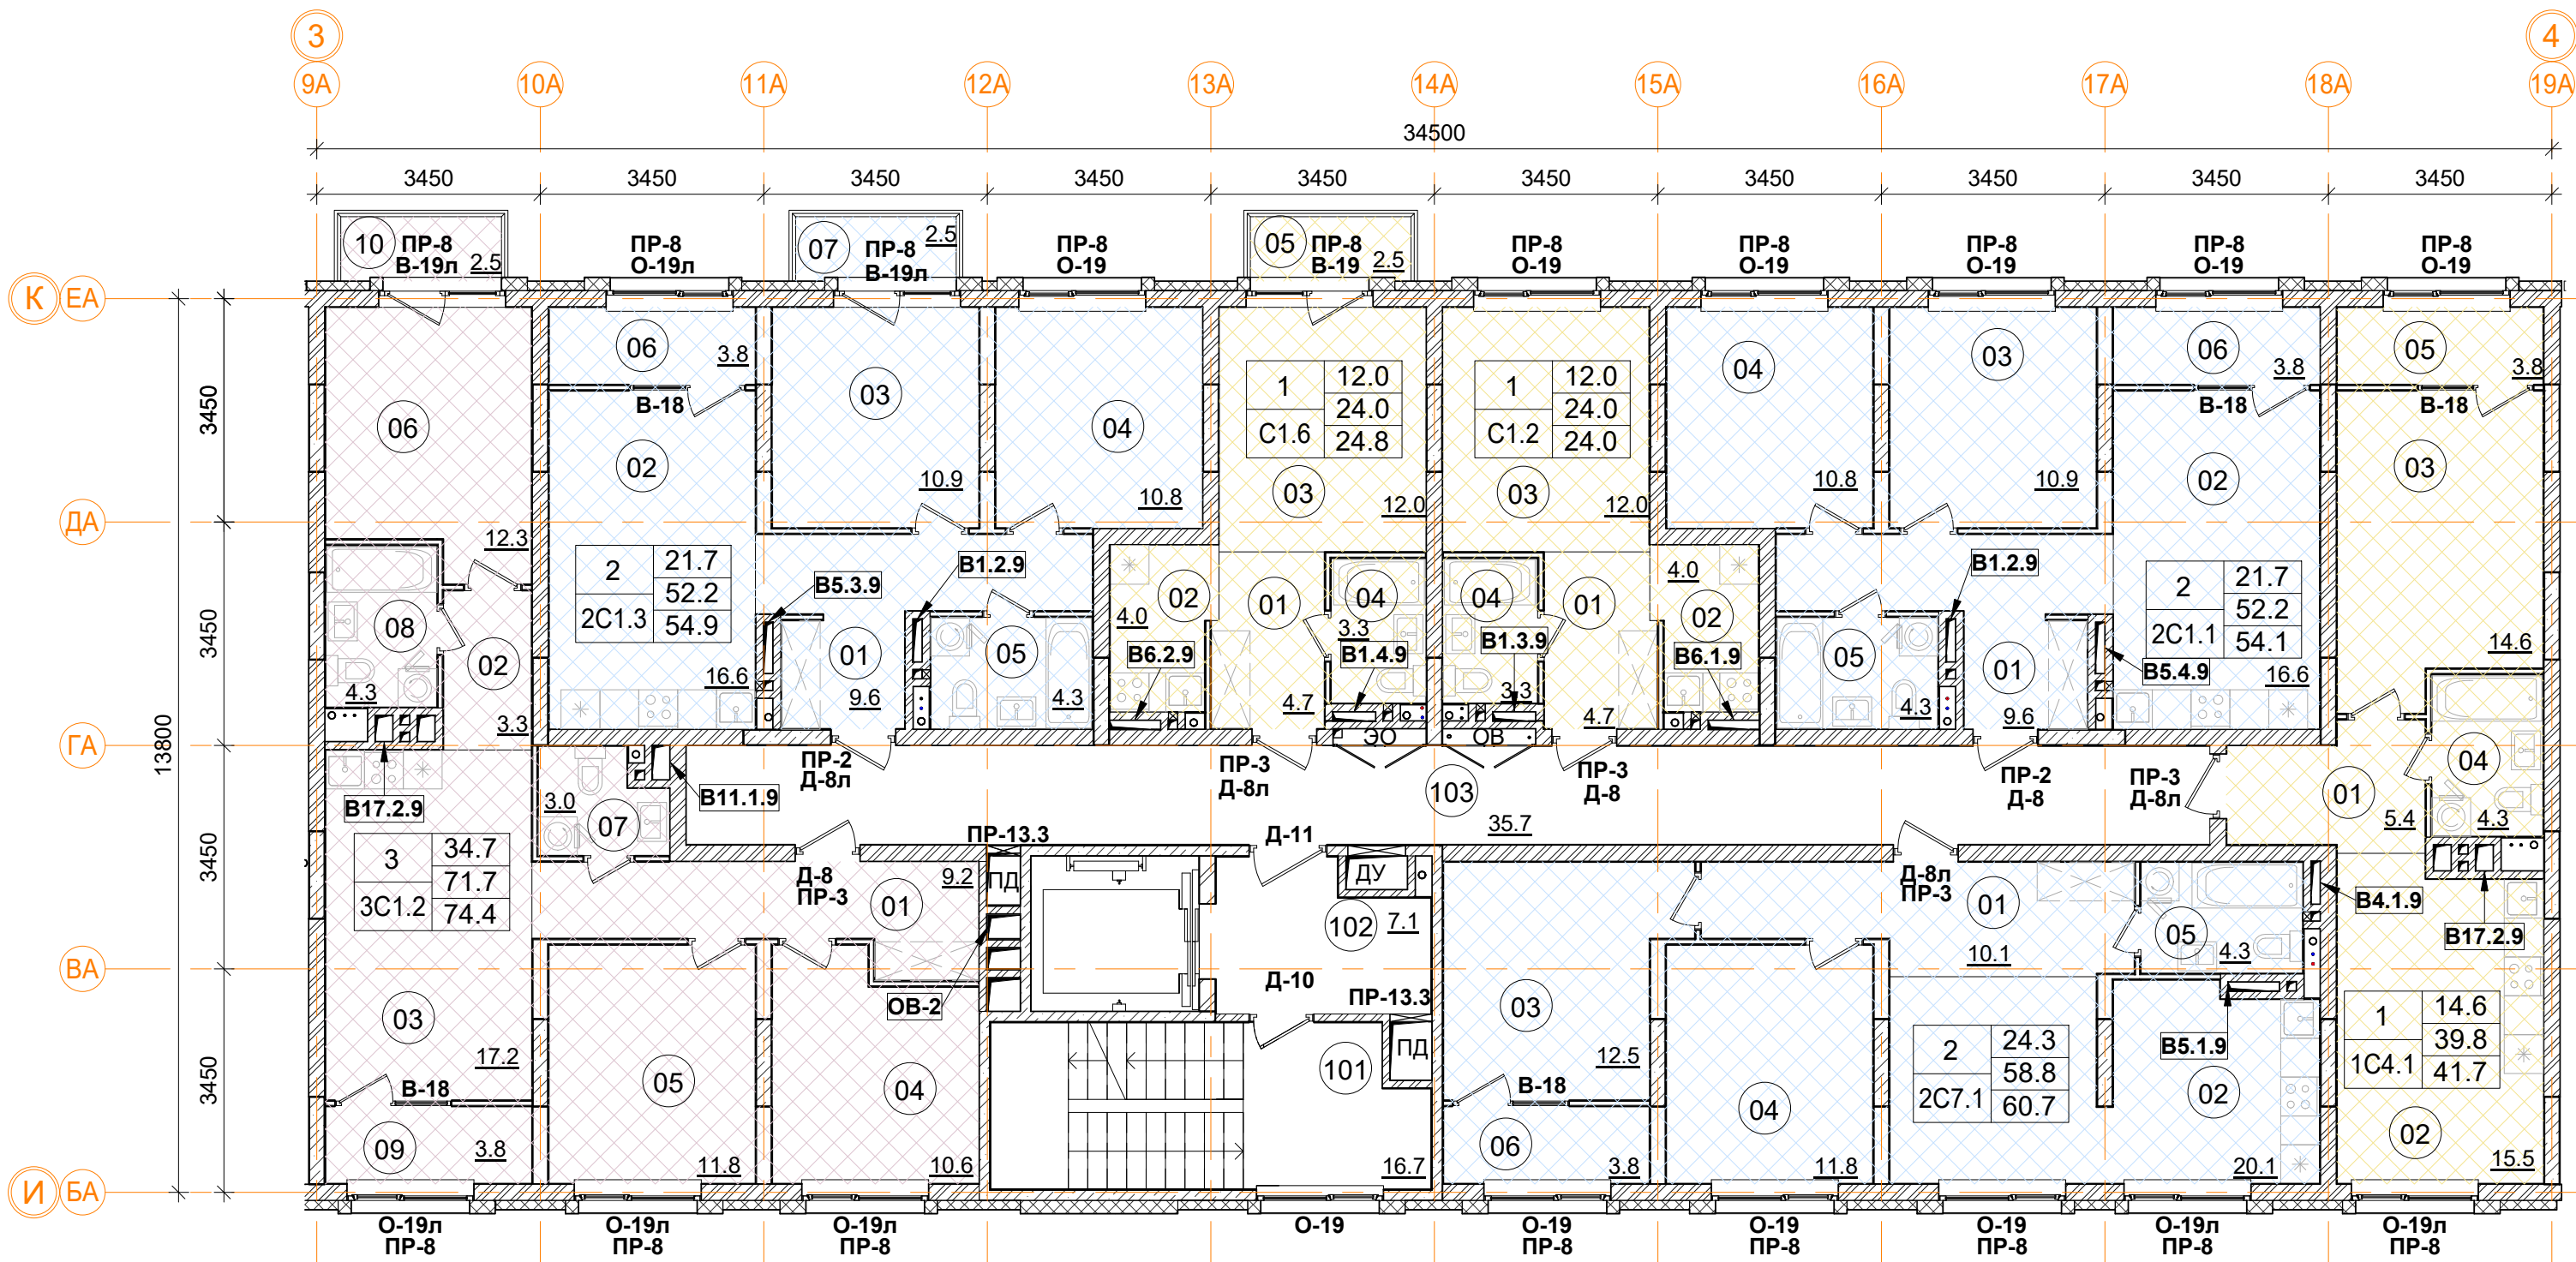 3
4
9А
10А
11А
12А
13А
14А
15А
16А
17А
18А
19А
34500
3450
3450
3450
3450
3450
3450
3450
3450
3450
3450
10
ПР-8
В-19л
2.5
ПР-8
О-19л
07
ПР-8
В-19л
2.5
ПР-8
О-19
05
ПР-8
В-19
2.5
ПР-8
О-19
ПР-8
О-19
ПР-8
О-19
ПР-8
О-19
ПР-8
О-19
К
ЕА
ДА
ГА
ВА
И
БА
13800
3450
3450
3450
3450
06
12.3
08
4.3
02
3.3
В17.2.9
3
34.7
71.7
3С1.2
74.4
03
17.2
В-18
09
3.8
07
3.0
В11.1.9
01
9.2
Д-8
ПР-3
05
11.8
04
10.6
06
3.8
В-18
02
2
21.7
52.2
2С1.3
54.9
16.6
03
10.9
04
10.8
В5.3.9
В1.2.9
01
9.6
05
4.3
ПР-2
Д-8л
1
12.0
24.0
С1.6
24.8
03
12.0
02
4.0
В6.2.9
01
4.7
04
3.3
В1.4.9
ЭО
ПР-3
Д-8л
1
12.0
24.0
С1.2
24.0
03
12.0
04
3.3
В1.3.9
01
4.7
4.0
02
В6.1.9
ОВ
ПР-3
Д-8
04
10.8
03
10.9
В1.2.9
05
4.3
01
9.6
В5.4.9
ПР-2
Д-8
06
3.8
В-18
02
2
21.7
52.2
2С1.1
54.1
16.6
05
3.8
В-18
03
14.6
04
4.3
01
5.4
ПР-3
Д-8л
В17.2.9
В4.1.9
1
14.6
39.8
1С4.1
41.7
02
15.5
103
35.7
ПР-13.3
ПД
ОВ-2
Д-11
ДУ
102
7.1
Д-10
ПР-13.3
ПД
101
16.7
03
12.5
В-18
06
3.8
04
11.8
Д-8л
ПР-3
01
10.1
05
4.3
В5.1.9
2
24.3
58.8
2С7.1
60.7
02
20.1
О-19л
ПР-8
О-19л
ПР-8
О-19л
ПР-8
О-19
О-19
ПР-8
О-19
ПР-8
О-19
ПР-8
О-19л
ПР-8
О-19л
ПР-8